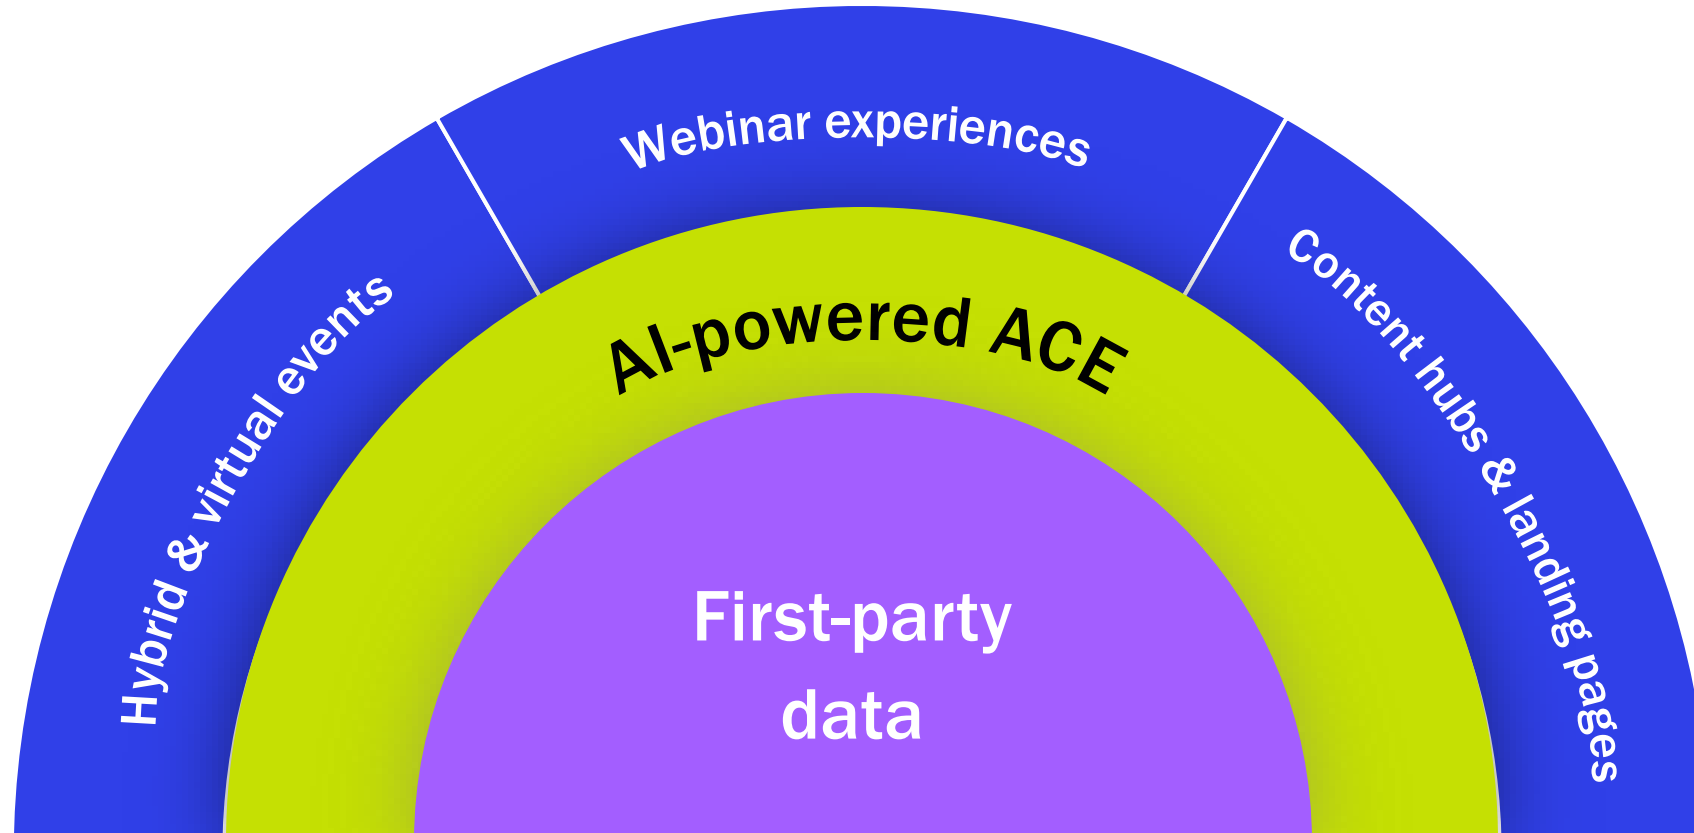 Webinar experiences
Hybrid & virtual events
Content hubs & landing pages
AI-powered ACE
First-party
data